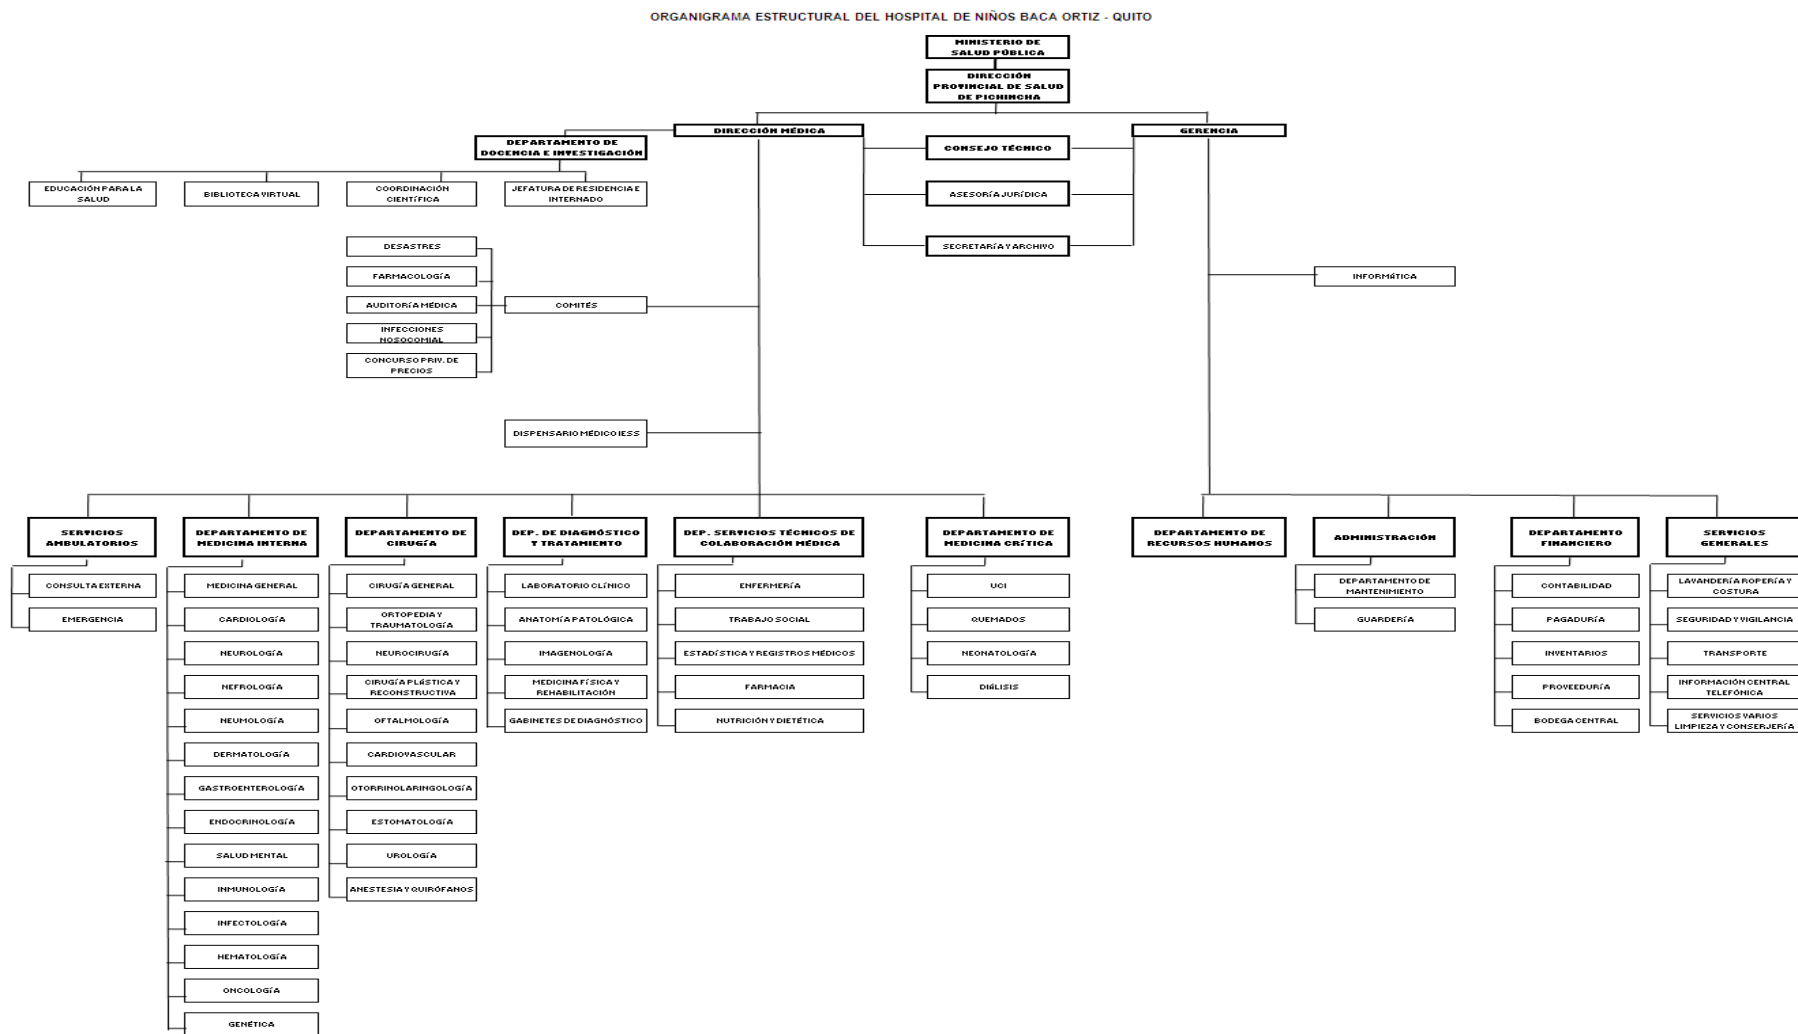 ORGANIGRAMA ESTRUCTURAL DEL HOSPITAL DE NIÑOS BACA ORTIZ - QUITO
MINISTERIO DE
SALUD PÚBLICA
DIRECCIÓN
PROVINCIAL DE SALUD
DE PICHINCHA
DIRECCIÓN MÉDICA
GERENCIA
DEPARTAMENTO DE
DOCENCIA E INVESTIGACIÓN
CONSEJO TÉCNICO
EDUCACIÓN PARA LA
SALUD
BIBLIOTECA VIRTUAL
COORDINACIÓN
CIENTÍFICA
JEFATURA DE RESIDENCIA E
INTERNADO
ASESORÍA JURÍDICA
SECRETARÍA Y ARCHIVO
DESASTRES
FARMACOLOGÍA
AUDITORÍA MÉDICA
INFECCIONES
NOSOCOMIAL
CONCURSO PRIV. DE
PRECIOS
COMITÉS
INFORMÁTICA
DISPENSARIO MÉDICO IESS
SERVICIOS
AMBULATORIOS
CONSULTA EXTERNA
EMERGENCIA
DEPARTAMENTO DE
MEDICINA INTERNA
MEDICINA GENERAL
CARDIOLOGÍA
NEUROLOGÍA
NEFROLOGÍA
NEUMOLOGÍA
DERMATOLOGÍA
GASTROENTEROLOGÍA
ENDOCRINOLOGÍA
SALUD MENTAL
INMUNOLOGÍA
INFECTOLOGÍA
HEMATOLOGÍA
ONCOLOGÍA
GENÉTICA
DEPARTAMENTO DE
CIRUGÍA
CIRUGÍA GENERAL
ORTOPEDIA Y
TRAUMATOLOGÍA
NEUROCIRUGÍA
CIRUGÍA PLÁSTICA Y
RECONSTRUCTIVA
OFTALMOLOGÍA
CARDIOVASCULAR
OTORRINOLARINGOLOGÍA
ESTOMATOLOGÍA
UROLOGÍA
ANESTESIA Y QUIRÓFANOS
DEP. DE DIAGNÓSTICO
Y TRATAMIENTO
LABORATORIO CLÍNICO
ANATOMÍA PATOLÓGICA
IMAGENOLOGÍA
MEDICINA FÍSICA Y
REHABILITACIÓN
GABINETES DE DIAGNÓSTICO
DEP. SERVICIOS TÉCNICOS DE
COLABORACIÓN MÉDICA
ENFERMERÍA
TRABAJO SOCIAL
ESTADÍSTICA Y REGISTROS MÉDICOS
FARMACIA
NUTRICIÓN Y DIETÉTICA
DEPARTAMENTO DE
MEDICINA CRÍTICA
UCI
QUEMADOS
NEONATOLOGÍA
DIÁLISIS
DEPARTAMENTO DE
RECURSOS HUMANOS
ADMINISTRACIÓN
DEPARTAMENTO DE
MANTENIMIENTO
GUARDERÍA
DEPARTAMENTO
FINANCIERO
CONTABILIDAD
PAGADURÍA
INVENTARIOS
PROVEEDURÍA
BODEGA CENTRAL
SERVICIOS
GENERALES
LAVANDERÍA ROPERÍA Y
COSTURA
SEGURIDAD Y VIGILANCIA
TRANSPORTE
INFORMACIÓN CENTRAL
TELEFÓNICA
SERVICIOS VARIOS
LIMPIEZA Y CONSERJERÍA